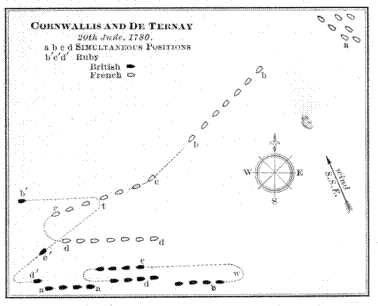 CORNWALLIS AND DE TERNAY
20th June, 1780.
a b c d SIMULTANEOUS POSITIONS
b'c'd' Ruby
British
French
a
b
b
c
c
t
b'
c'
d
d
d'
a
a
c
d
b
w
W
E
S
wind
S.S.E.